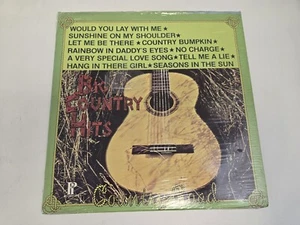 WOULD YOU LAY WITH ME★
SUNSHINE ON MY SHOULDER★
LET ME BE THERE★COUNTRY BUMPKIN★
RAINBOW IN DADDY'S EYES★NO CHARGE★
A VERY SPECIAL LOVE SONG★TELL ME A LIE★
HANG IN THERE GIRL★SEASONS IN THE SUN
Big
Country
Hits